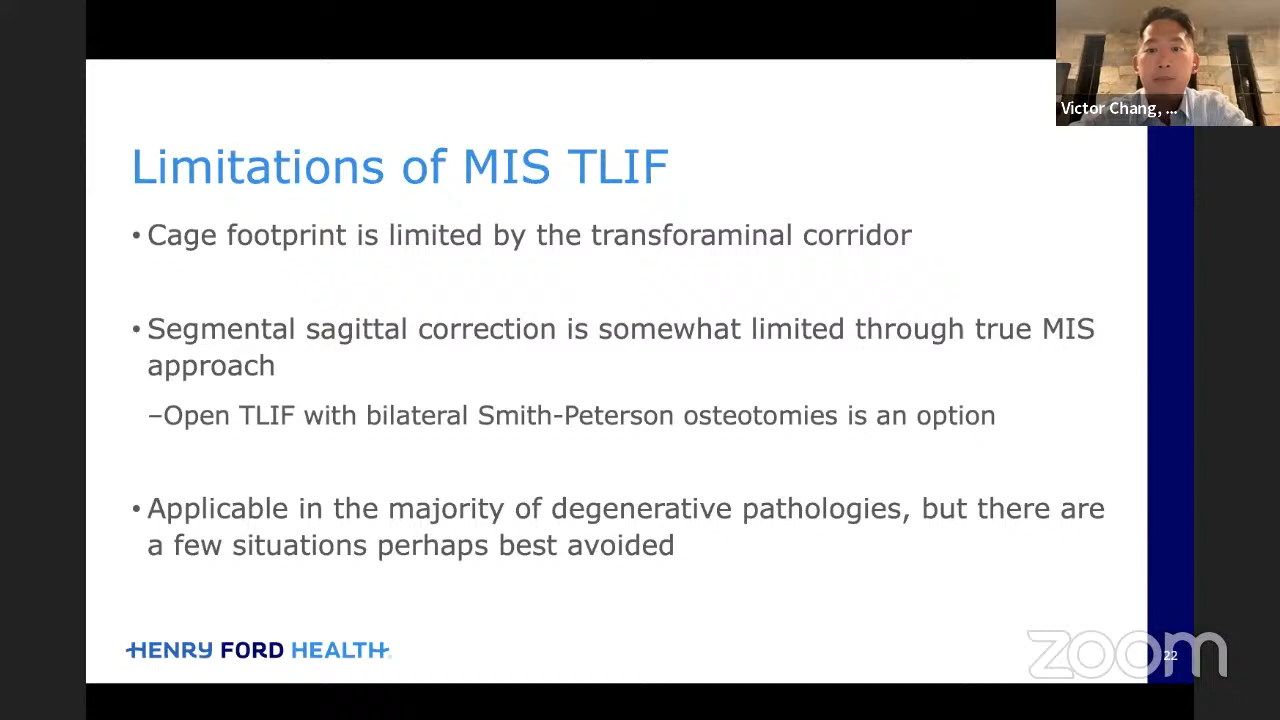 Victor Chang, ...
Limitations of MIS TLIF
• Cage footprint is limited by the transforaminal corridor
• Segmental sagittal correction is somewhat limited through true MIS
approach
–Open TLIF with bilateral Smith-Peterson osteotomies is an option
• Applicable in the majority of degenerative pathologies, but there are
a few situations perhaps best avoided
HENRY FORD HEALTH
zoom
22